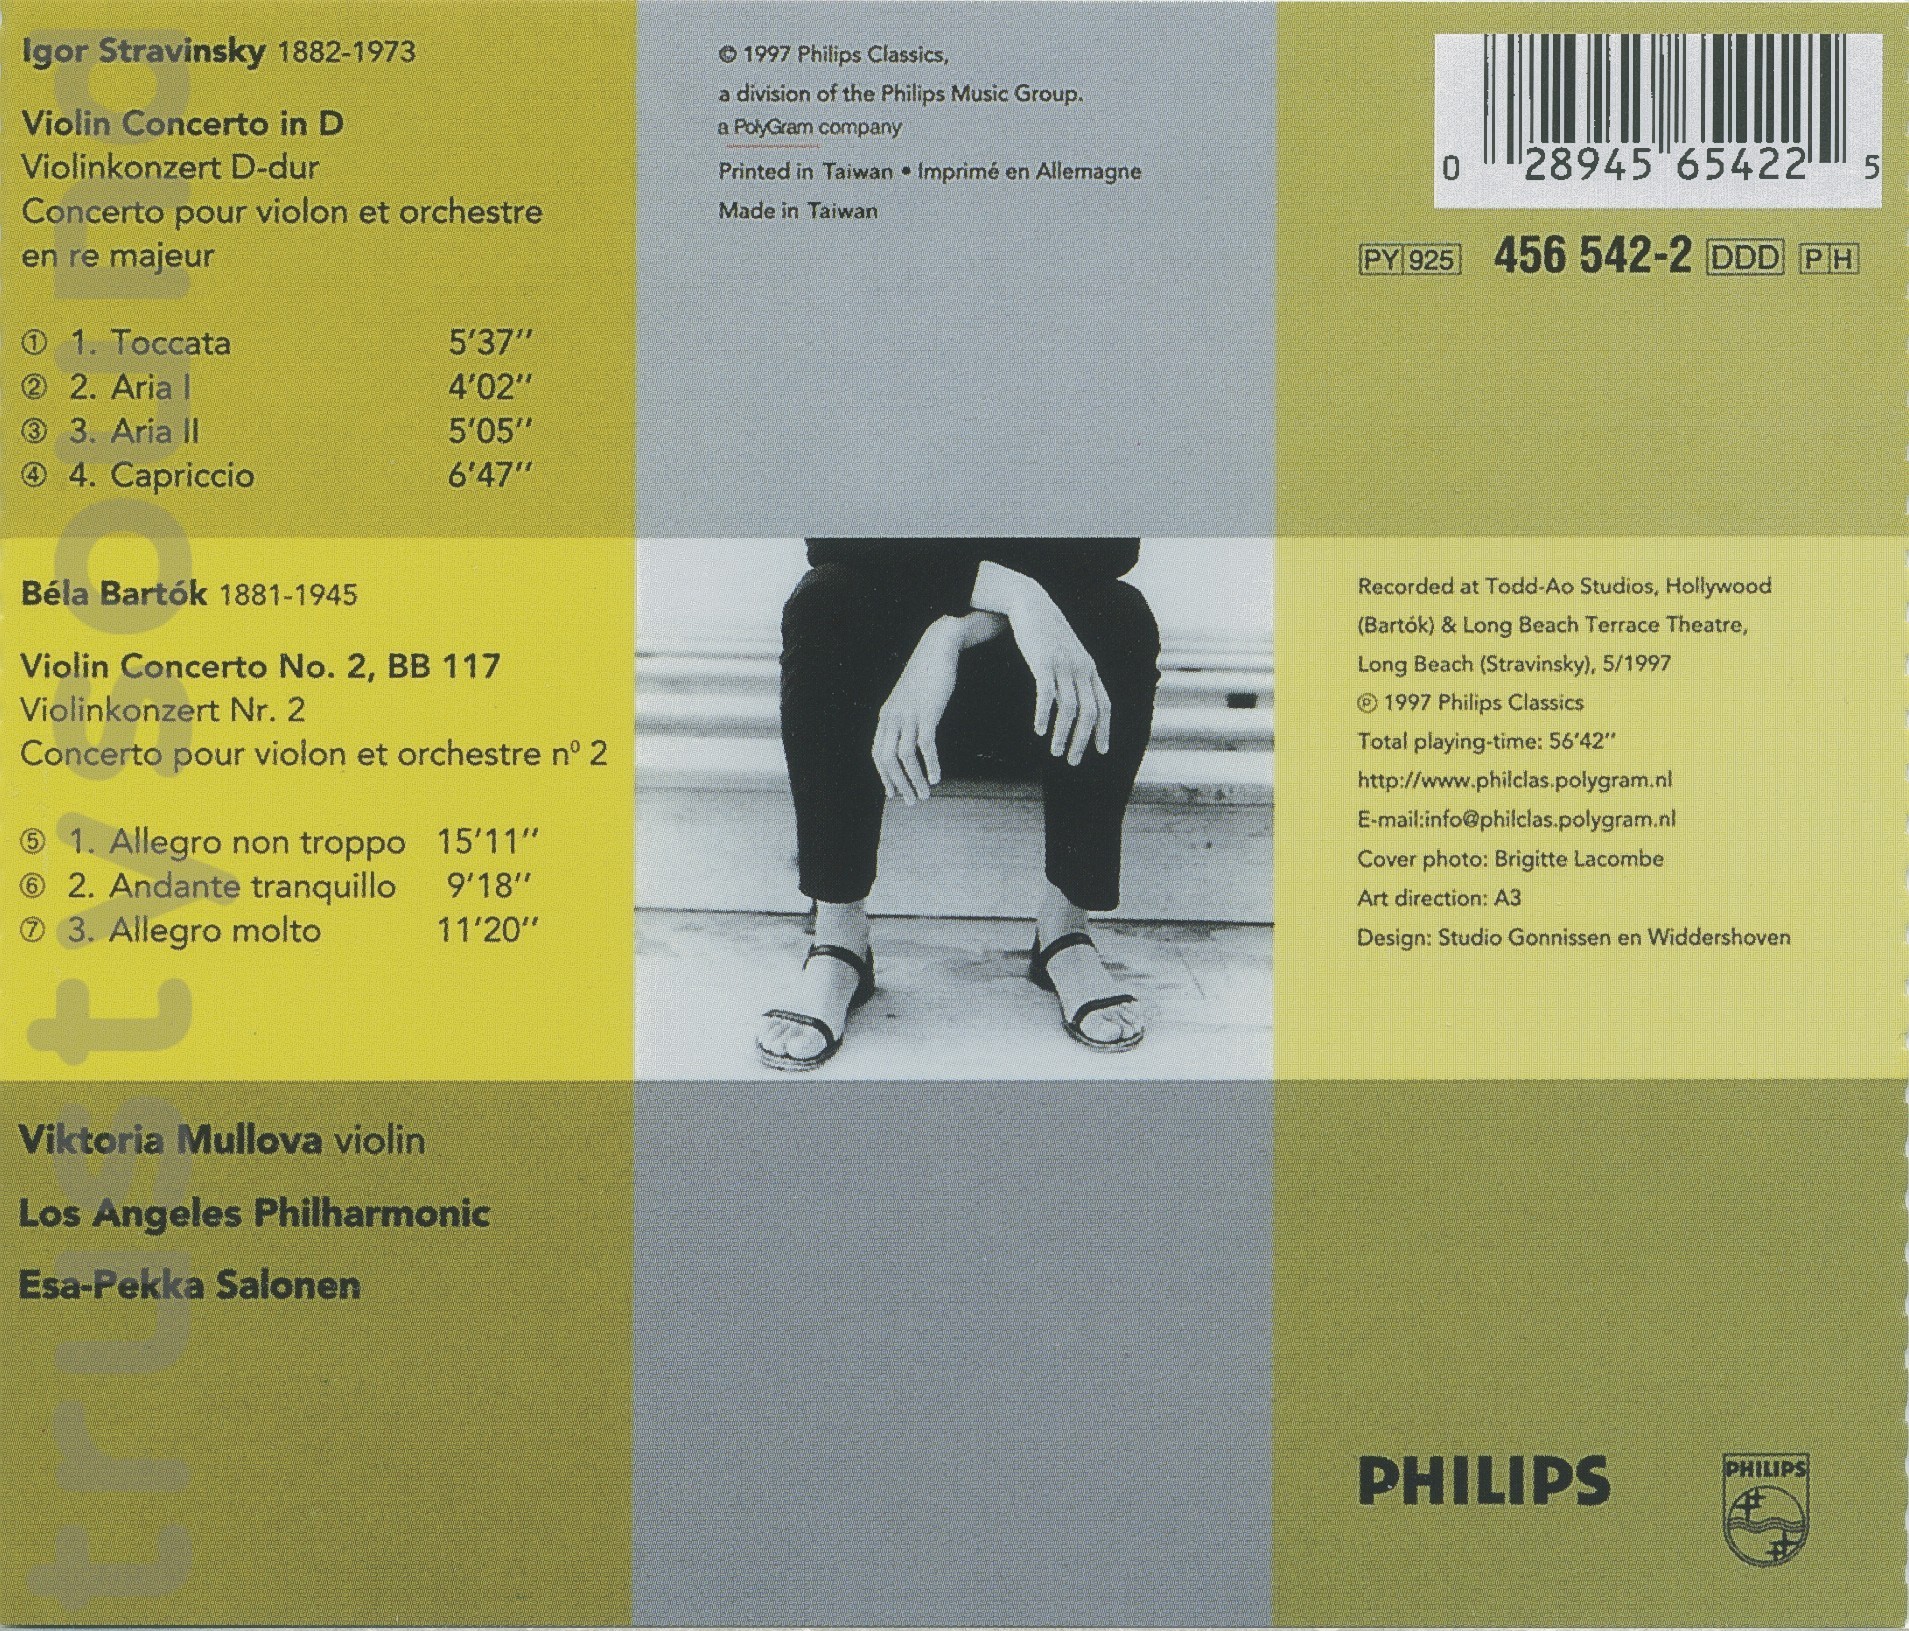 Igor Stravinsky 1882-1973
Violin Concerto in D
Violinkonzert D-dur
Concerto pour violon et orchestre
en re majeur
① 1. Toccata 5'37''
② 2. Aria I 4'02''
③ 3. Aria II 5'05''
④ 4. Capriccio 6'47''
Béla Bartók 1881-1945
Violin Concerto No. 2, BB 117
Violinkonzert Nr. 2
Concerto pour violon et orchestre nº 2
⑤ 1. Allegro non troppo 15'11''
⑥ 2. Andante tranquillo 9'18''
⑦ 3. Allegro molto 11'20''
Viktoria Mullova violin
Los Angeles Philharmonic
Esa-Pekka Salonen
© 1997 Philips Classics,
a division of the Philips Music Group.
a PolyGram company
Printed in Taiwan • Imprimé en Allemagne
Made in Taiwan
0 28945 65422 5
PY 925 456 542-2 DDD P H
Recorded at Todd-Ao Studios, Hollywood
(Bartók) & Long Beach Terrace Theatre,
Long Beach (Stravinsky), 5/1997
℗ 1997 Philips Classics
Total playing-time: 56'42''
http://www.philclas.polygram.nl
E-mail:info@philclas.polygram.nl
Cover photo: Brigitte Lacombe
Art direction: A3
Design: Studio Gonnissen en Widdershoven
PHILIPS
PHILIPS